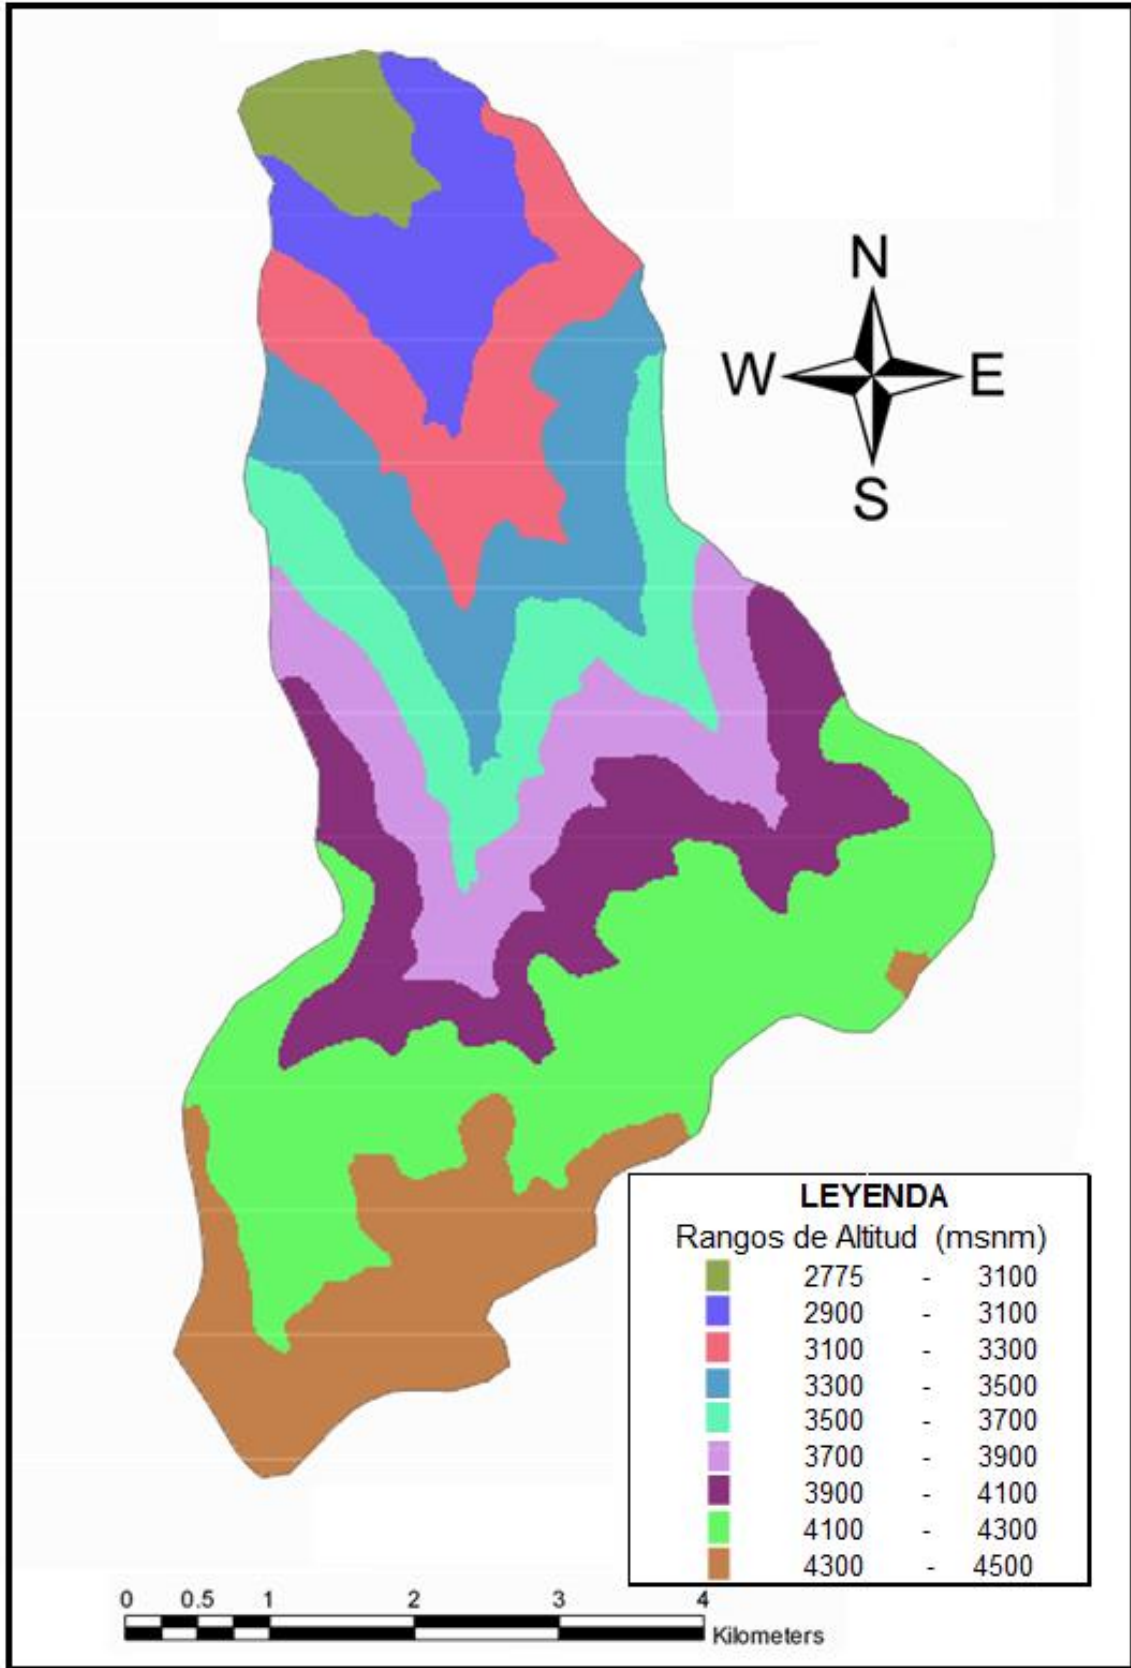 N
W E
S
LEYENDA
Rangos de Altitud (msnm)
2775 - 3100
2900 - 3100
3100 - 3300
3300 - 3500
3500 - 3700
3700 - 3900
3900 - 4100
4100 - 4300
4300 - 4500
0 0.5 1 2 3 4
Kilometers